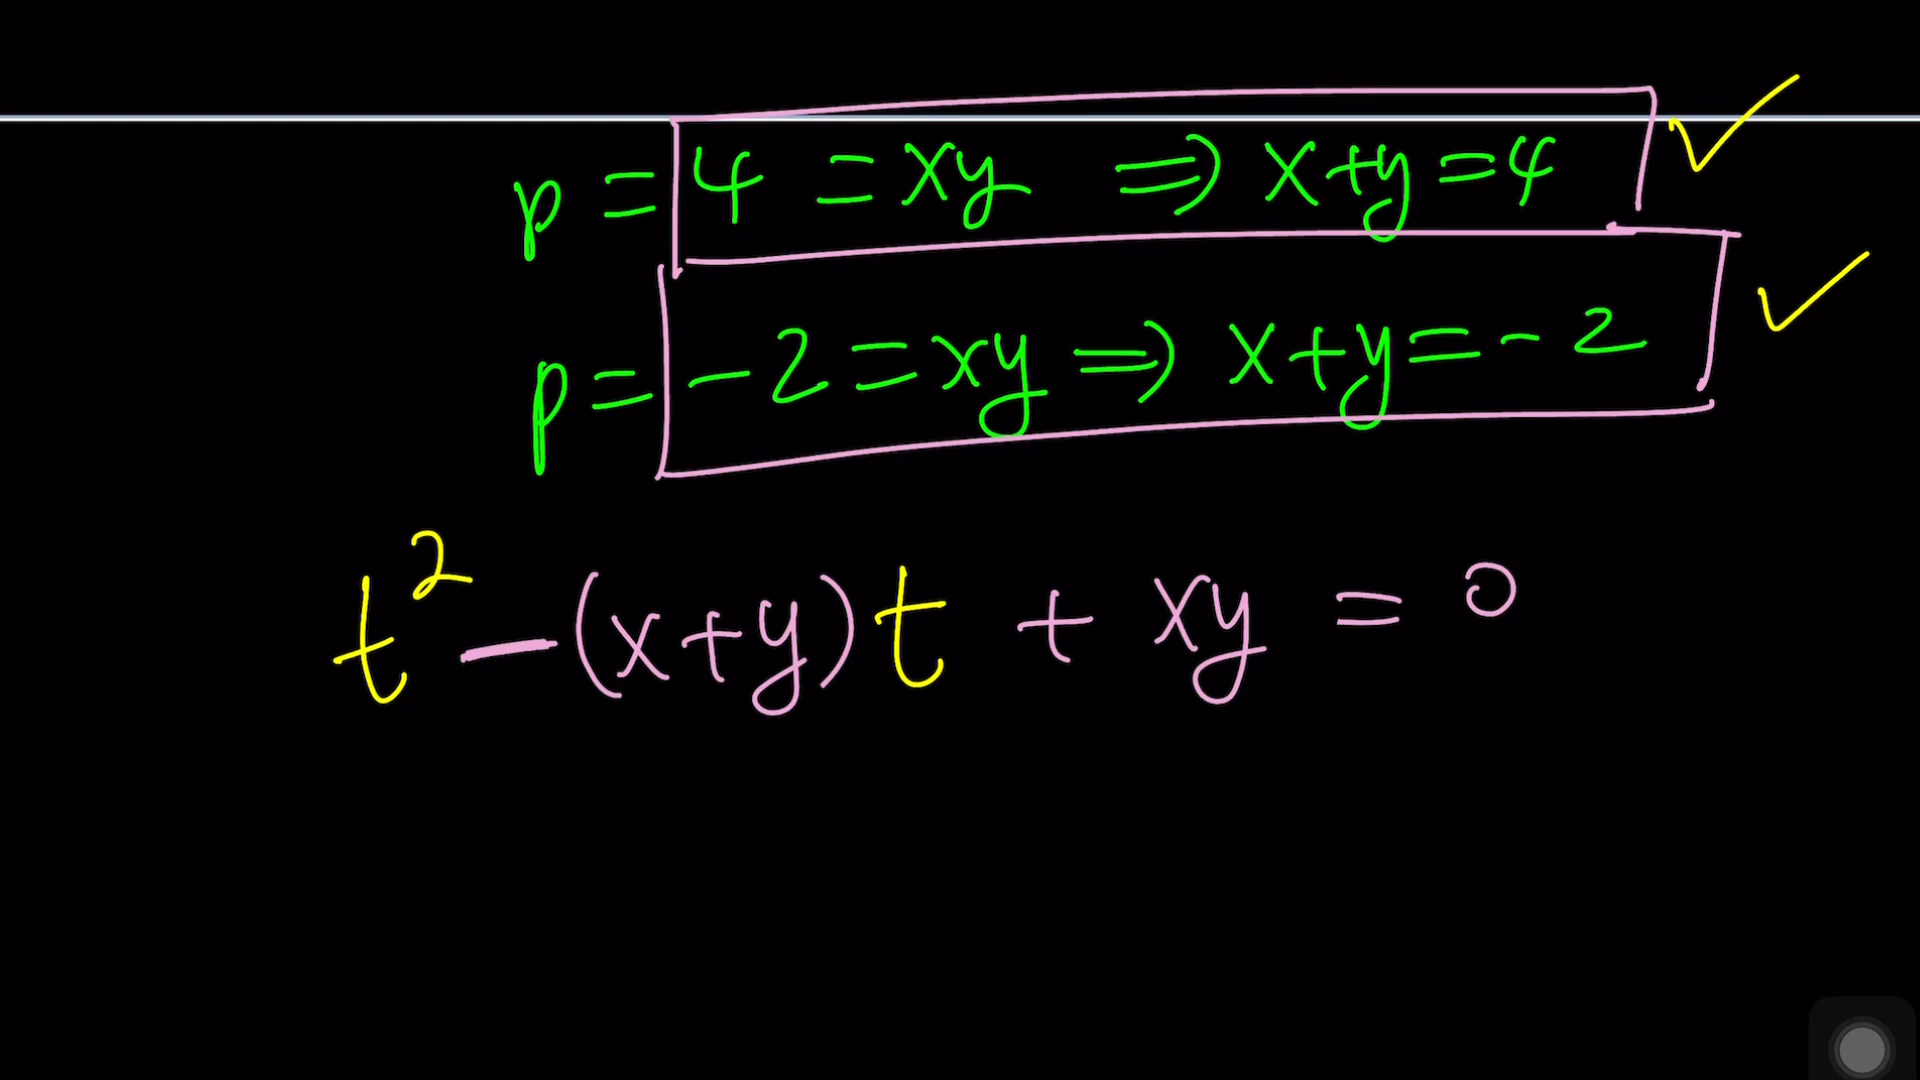 p = 4 = xy ⇒ x+y = 4 ✓
p = -2 = xy ⇒ x+y = -2 ✓
t² - (x+y)t + xy = 0